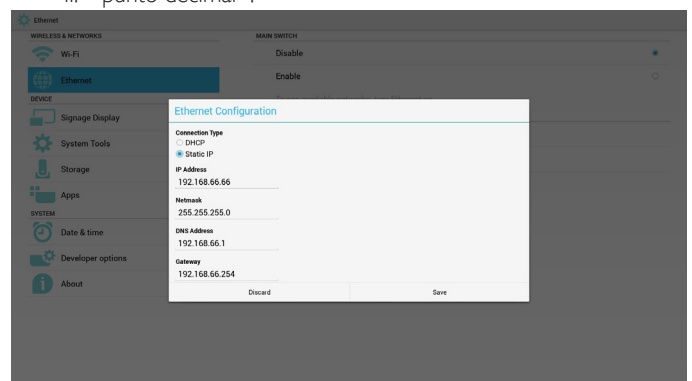 ii. punto decimal "."
Ethernet
WIRELESS & NETWORKS
Wi-Fi
Ethernet
DEVICE
Signage Display
System Tools
Storage
Apps
SYSTEM
Date & time
Developer options
About
MAIN SWITCH
Disable
Enable
Ethernet Configuration
Connection Type
DHCP
Static IP
IP Address
192.168.66.66
Netmask
255.255.255.0
DNS Address
192.168.66.1
Gateway
192.168.66.254
Discard
Save